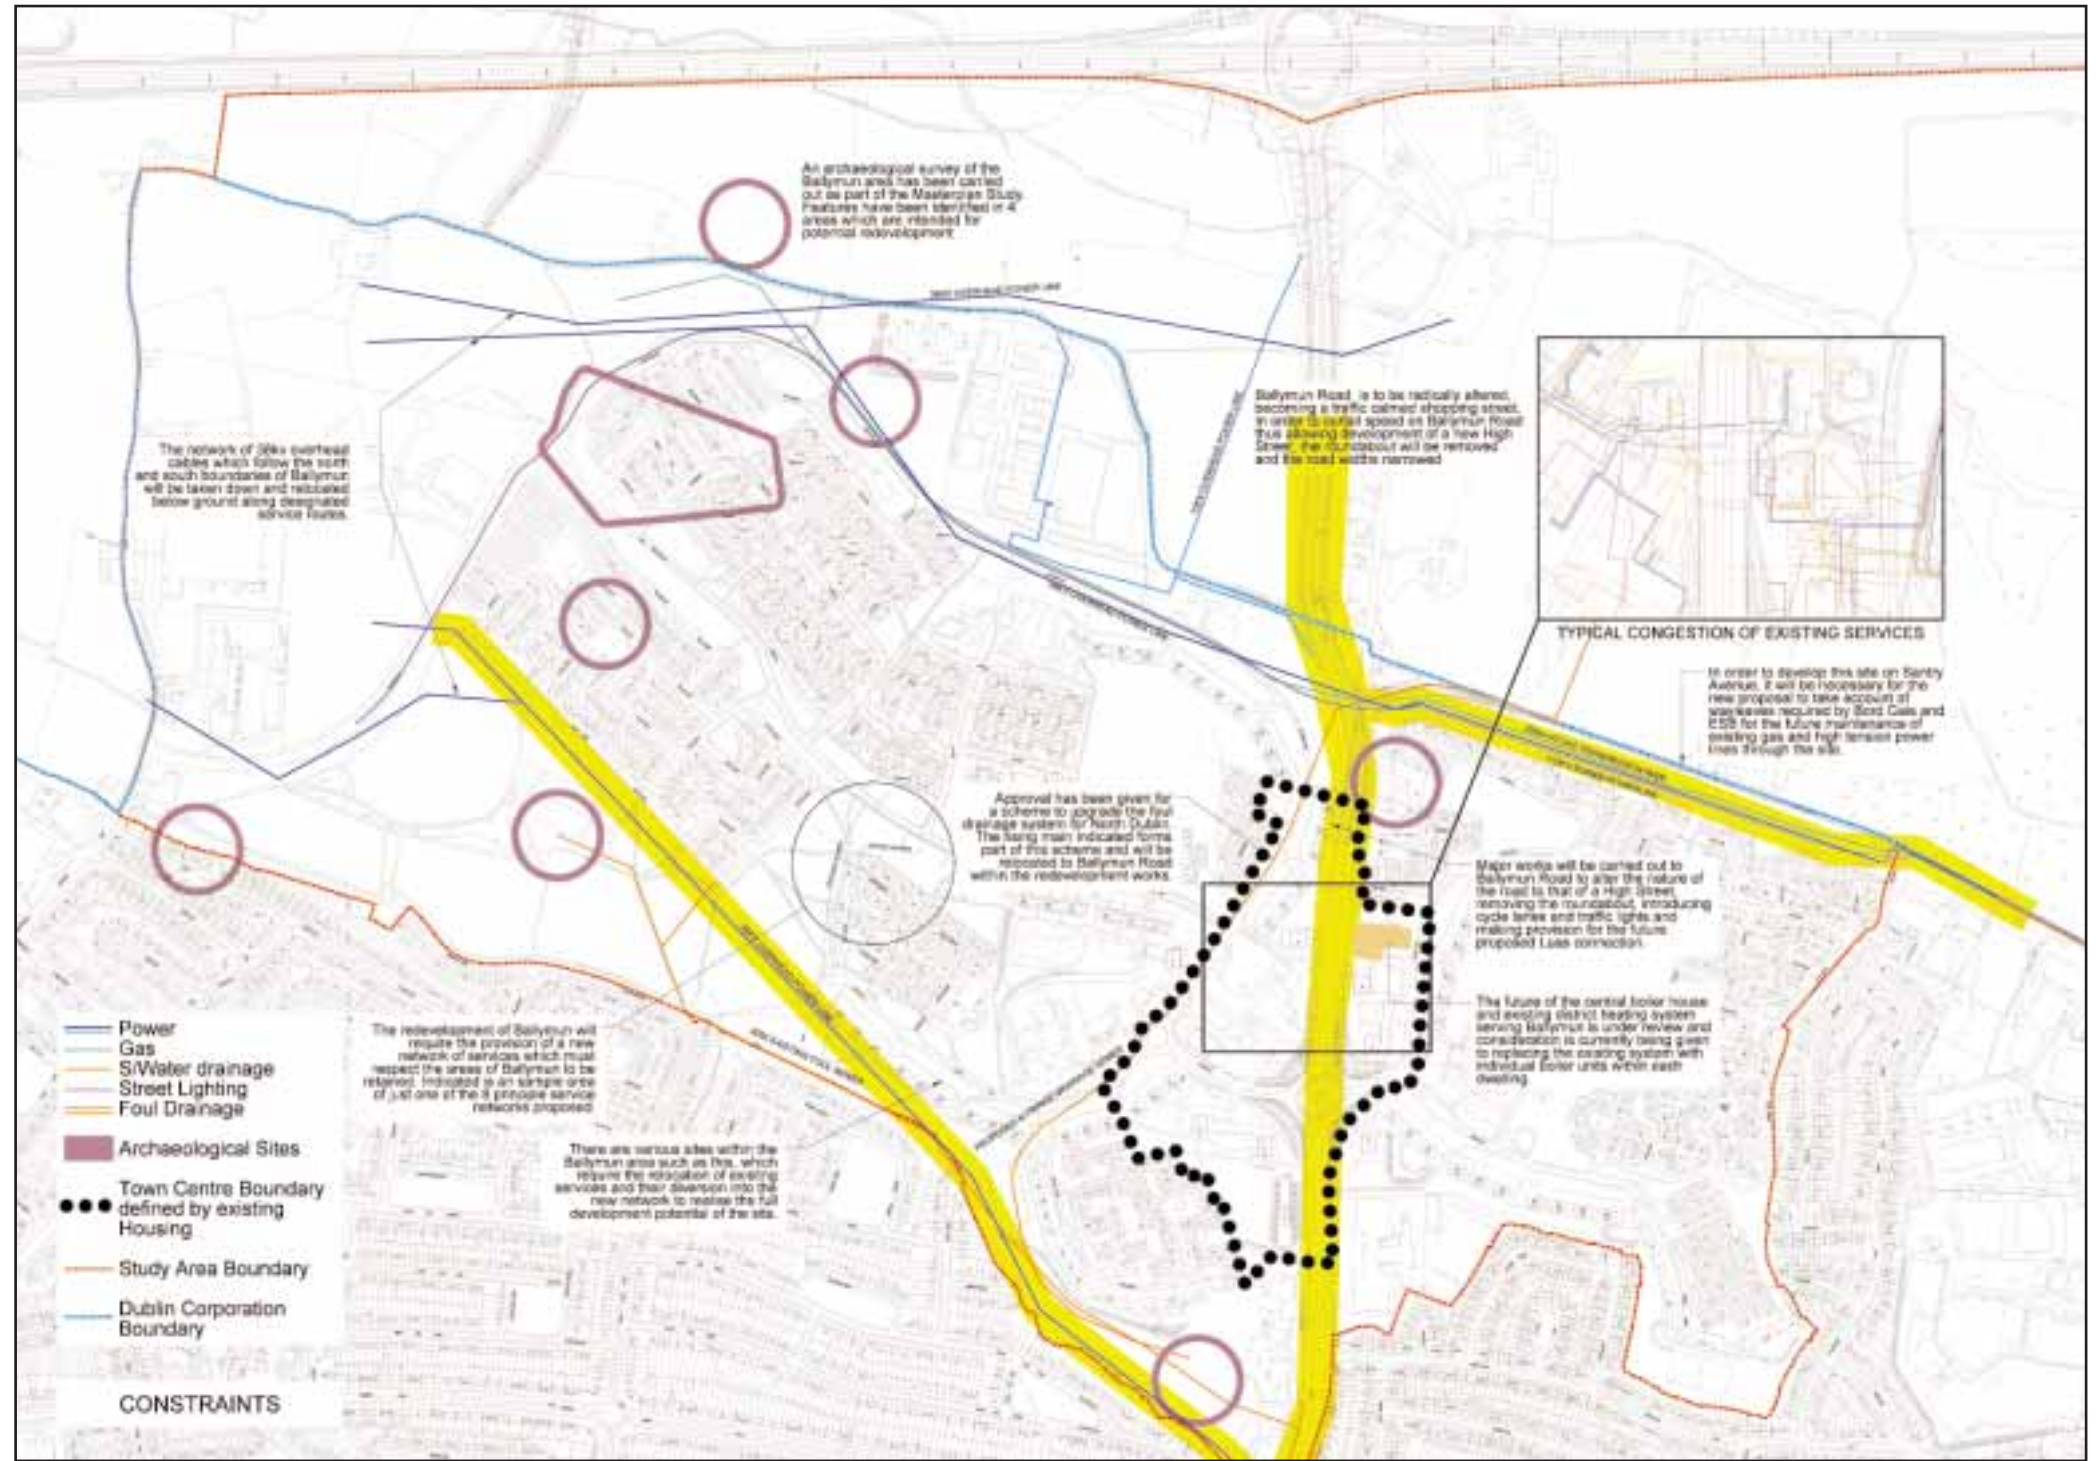 An archaeological survey of the
Ballymun area has been carried
out as part of the Masterplan Study.
Features have been identified in 4
areas which are intended for
potential redevelopment
The network of 38kv overhead
cables which follow the north
and south boundaries of Ballymun
will be taken down and relocated
below ground along designated
service routes.
Ballymun Road, is to be radically altered,
becoming a traffic calmed shopping street.
In order to curtail speed on Ballymun Road
thus allowing development of a new High
Street, the roundabout will be removed
and the road widths narrowed
TYPICAL CONGESTION OF EXISTING SERVICES
In order to develop this site on Santry
Avenue, it will be necessary for the
new proposal to take account of
wayleaves required by Bord Gais and
ESB for the future maintenance of
existing gas and high tension power
lines through the site.
Approval has been given for
a scheme to upgrade the foul
drainage system for North Dublin.
The rising main indicated forms
part of this scheme and will be
relocated to Ballymun Road
within the redevelopment works.
Major works will be carried out to
Ballymun Road to alter the nature of
the road to that of a High Street,
removing the roundabout, introducing
cycle lanes and traffic lights and
making provision for the future
proposed Luas connection.
The future of the central boiler house
and existing district heating system
serving Ballymun is under review and
consideration is currently being given
to replacing the existing system with
individual boiler units within each
dwelling.
The redevelopment of Ballymun will
require the provision of a new
network of services which must
respect the areas of Ballymun to be
retained. Indicated is an sample area
of just one of the 8 principle service
networks proposed.
There are various sites within the
Ballymun area such as this, which
require the relocation of existing
services and their diversion into the
new network to realise the full
development potential of the site.
Power
Gas
S/Water drainage
Street Lighting
Foul Drainage
Archaeological Sites
Town Centre Boundary
defined by existing
Housing
Study Area Boundary
Dublin Corporation
Boundary
CONSTRAINTS